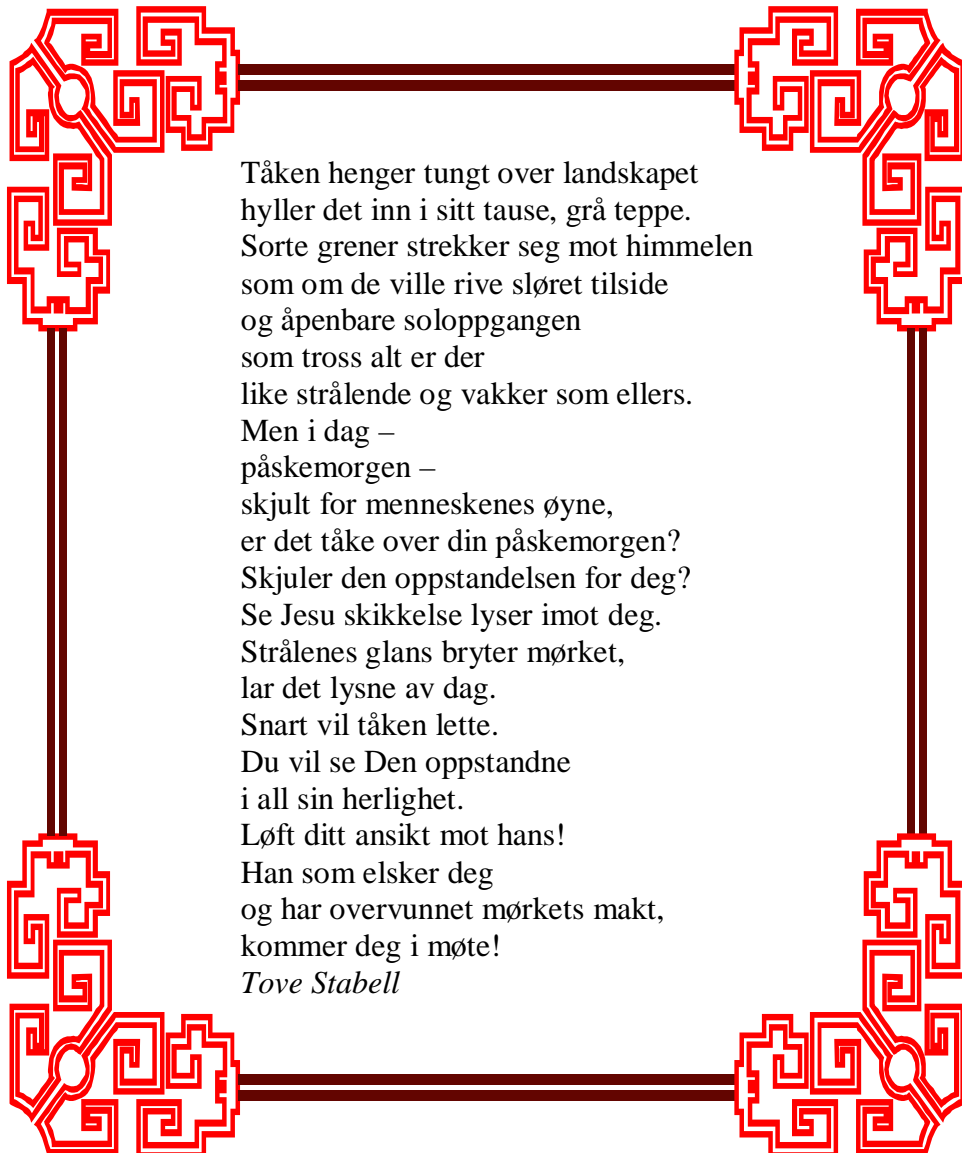 Tåken henger tungt over landskapet
hyller det inn i sitt tause, grå teppe.
Sorte grener strekker seg mot himmelen
som om de ville rive sløret tilside
og åpenbare soloppgangen
som tross alt er der
like strålende og vakker som ellers.
Men i dag –
påskemorgen –
skjult for menneskenes øyne,
er det tåke over din påskemorgen?
Skjuler den oppstandelsen for deg?
Se Jesu skikkelse lyser imot deg.
Strålenes glans bryter mørket,
lar det lysne av dag.
Snart vil tåken lette.
Du vil se Den oppstandne
i all sin herlighet.
Løft ditt ansikt mot hans!
Han som elsker deg
og har overvunnet mørkets makt,
kommer deg i møte!
Tove Stabell